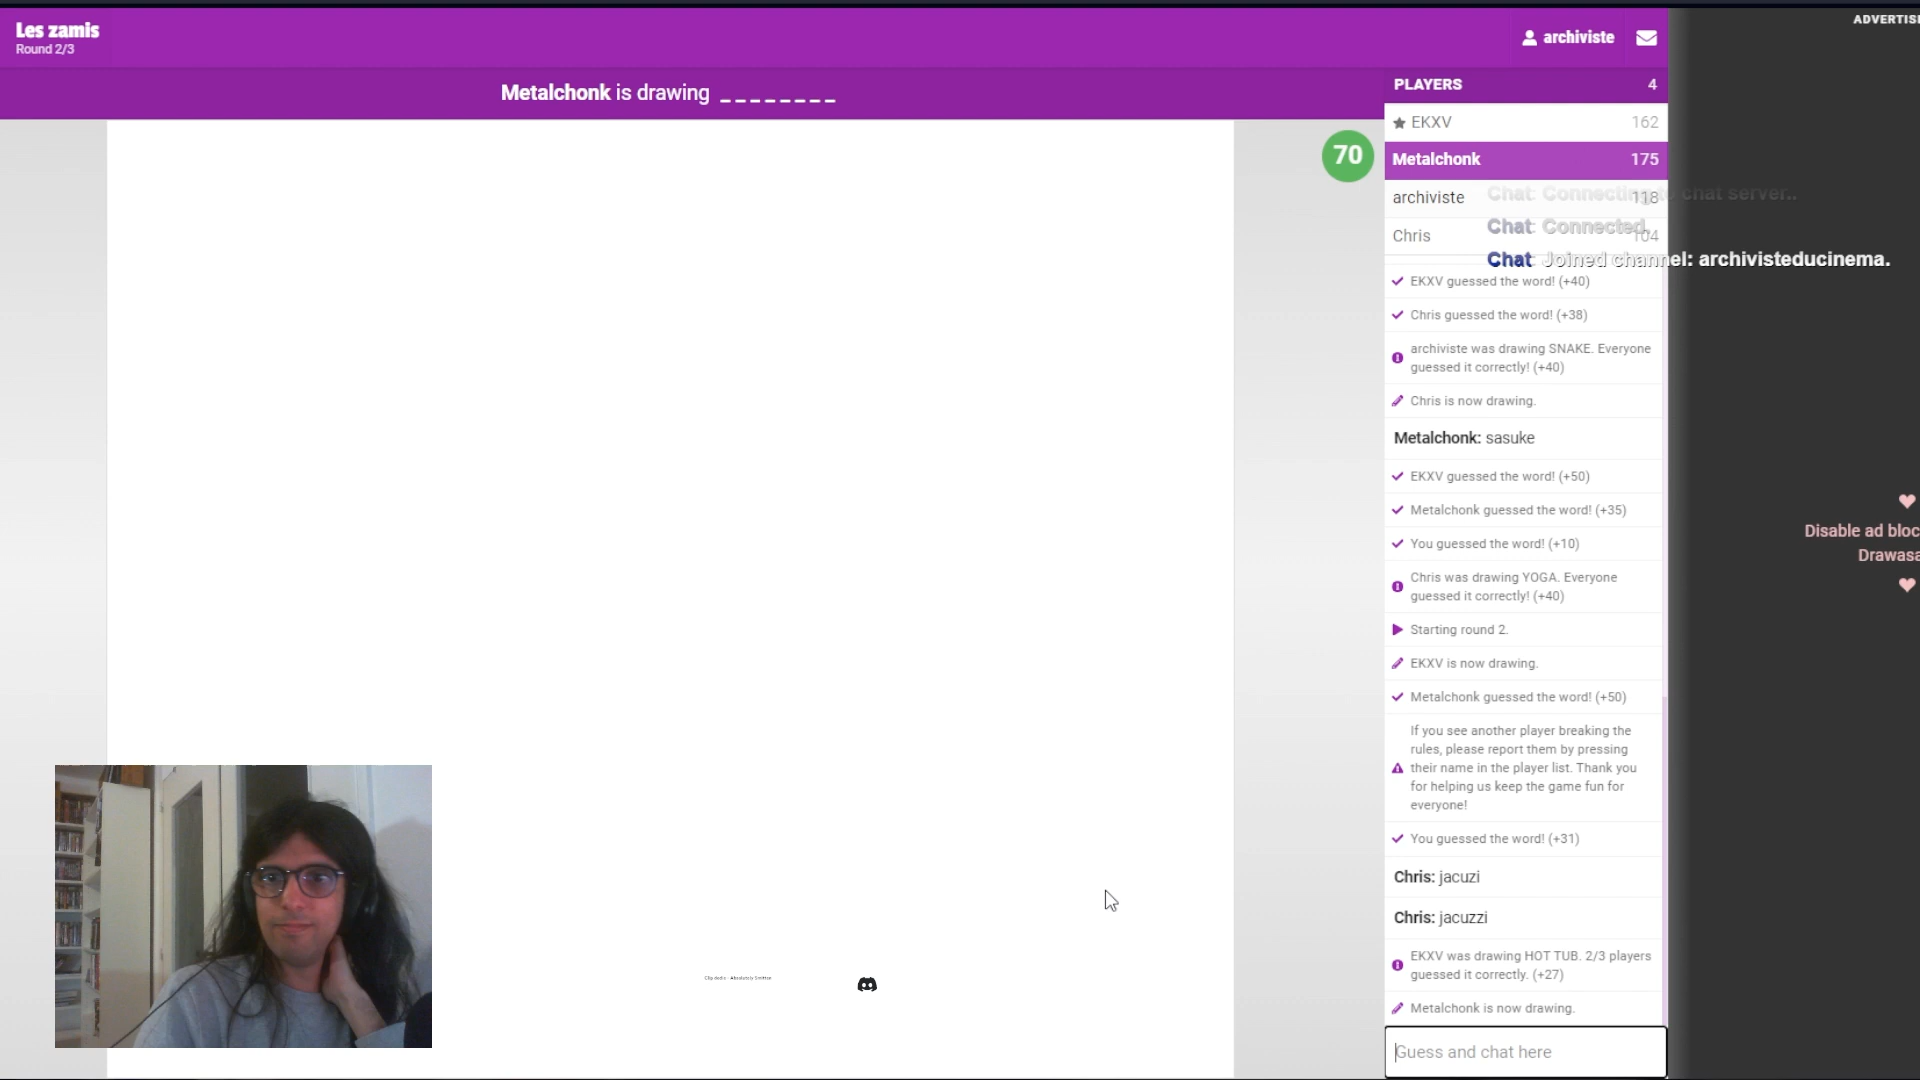 Les zamis
Round 2/3
archiviste
Metalchonk is drawing _ _ _ _ _ _ _ _
70
PLAYERS 4
EKXV 162
Metalchonk 175
archiviste 118
Chris 104
Chat: Connecting to chat server..
Chat: Connected.
Chat: Joined channel: archivisteducinema.
EKXV guessed the word! (+40)
Chris guessed the word! (+38)
archiviste was drawing SNAKE. Everyone
guessed it correctly! (+40)
Chris is now drawing.
Metalchonk: sasuke
EKXV guessed the word! (+50)
Metalchonk guessed the word! (+35)
You guessed the word! (+10)
Chris was drawing YOGA. Everyone
guessed it correctly! (+40)
Starting round 2.
EKXV is now drawing.
Metalchonk guessed the word! (+50)
If you see another player breaking the
rules, please report them by pressing
their name in the player list. Thank you
for helping us keep the game fun for
everyone!
You guessed the word! (+31)
Chris: jacuzi
Chris: jacuzzi
EKXV was drawing HOT TUB. 2/3 players
guessed it correctly. (+27)
Metalchonk is now drawing.
Guess and chat here
ADVERTIS
Disable ad bloc
Drawasa